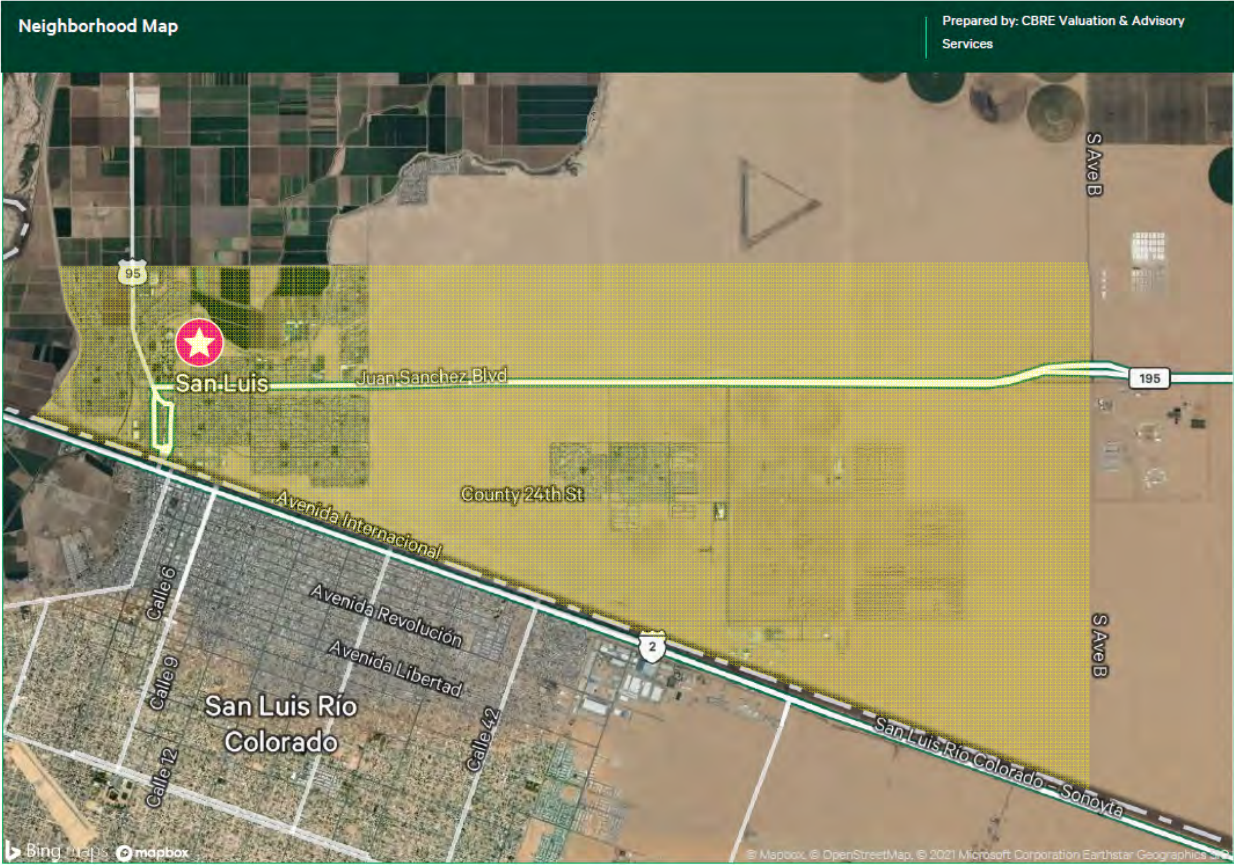 Neighborhood Map
Prepared by: CBRE Valuation & Advisory
Services
S Ave B
95
San Luis
Juan Sanchez Blvd
195
County 24th St
Avenida Internacional
Calle 6
Avenida Revolución
Avenida Libertad
2
S Ave B
Calle 9
San Luis Río
Colorado
Calle 42
Calle 12
San Luis Río Colorado – Sonoyta
Bing maps
mapbox
© Mapbox, © OpenStreetMap, © 2021 Microsoft Corporation Earthstar Geographics